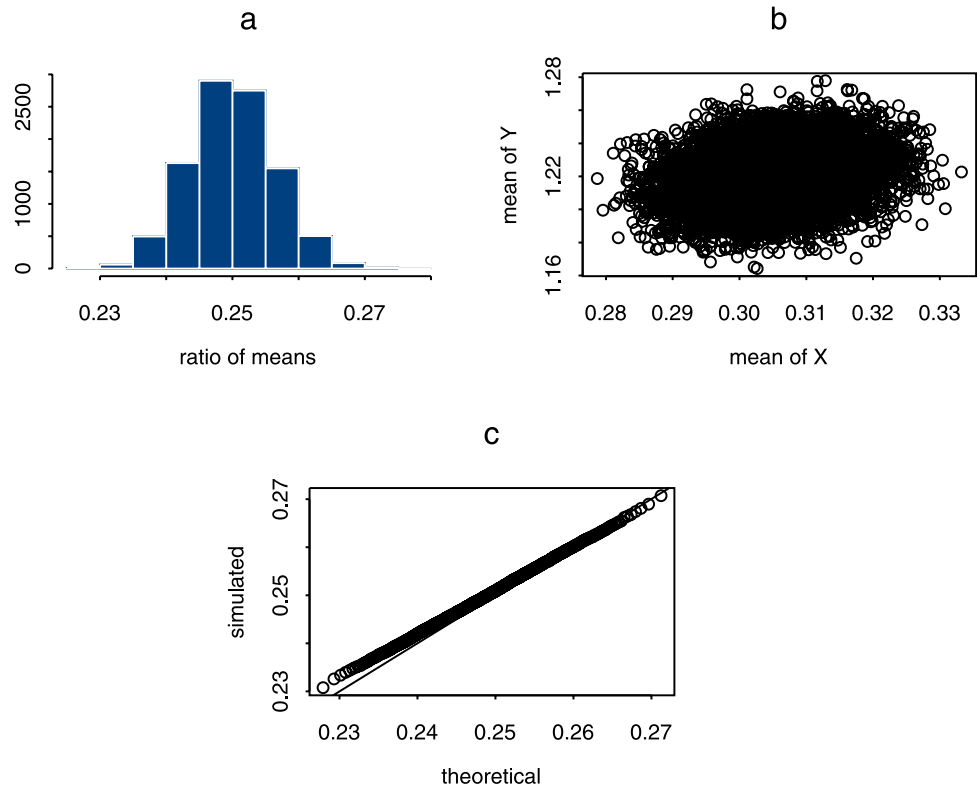 a
2500
1000
0
0.23 0.25 0.27
ratio of means
b
1.28
1.22
1.16
mean of Y
0.28 0.29 0.30 0.31 0.32 0.33
mean of X
c
0.27
0.25
0.23
simulated
0.23 0.24 0.25 0.26 0.27
theoretical